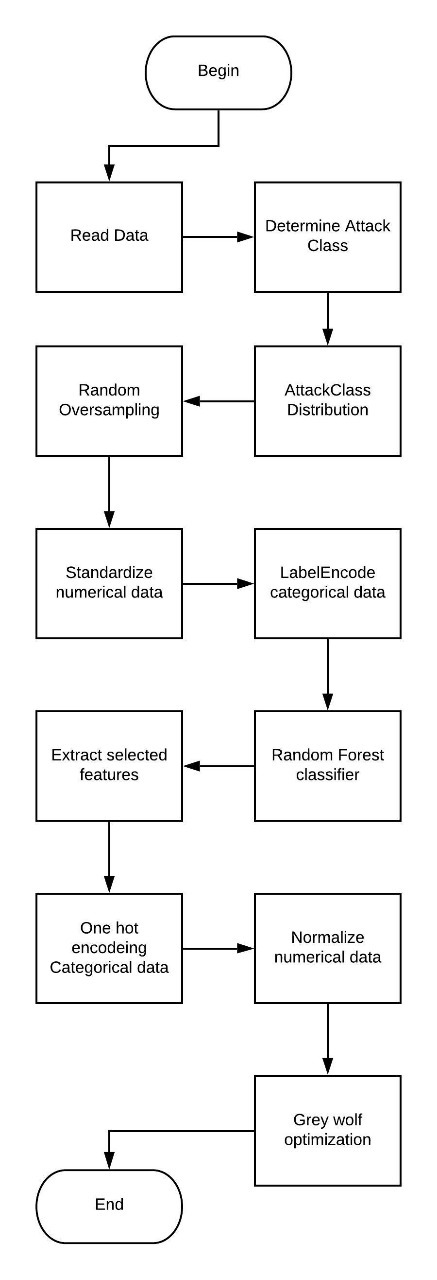 Begin
Read Data
Determine Attack
Class
AttackClass
Distribution
Random
Oversampling
Standardize
numerical data
LabelEncode
categorical data
Random Forest
classifier
Extract selected
features
One hot
encodeing
Categorical data
Normalize
numerical data
Grey wolf
optimization
End